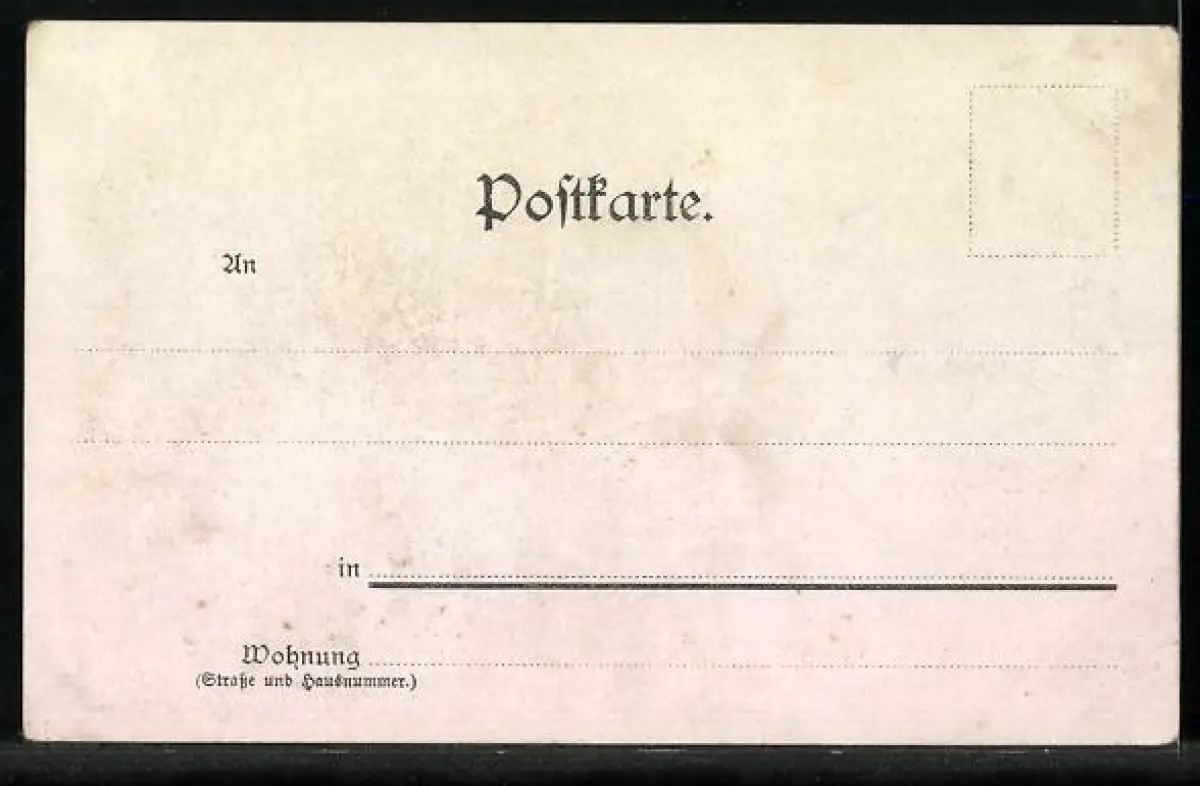 Poſtkarte.
An
in
Wohnung
(Straße und Hausnummer.)